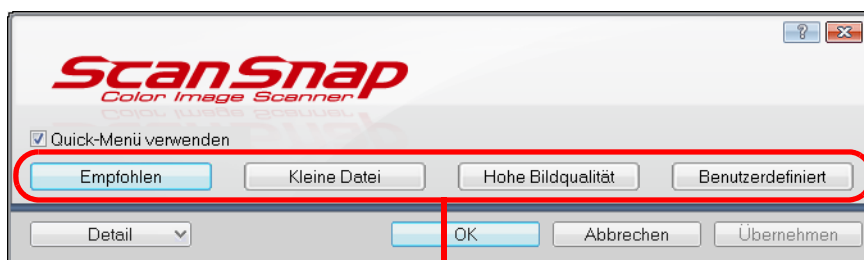 ?
ScanSnap
Color Image Scanner
Quick-Menü verwenden
Empfohlen Kleine Datei Hohe Bildqualität Benutzerdefiniert
Detail OK Abbrechen Übernehmen